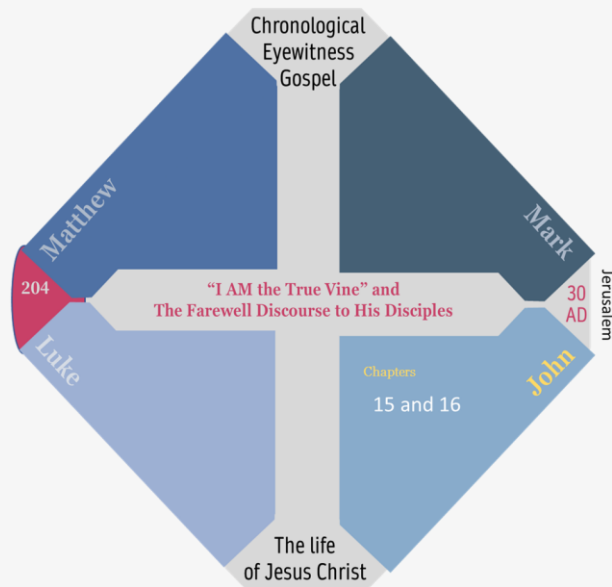 Chronological
Eyewitness
Gospel
Matthew
Mark
204
“I AM the True Vine” and
The Farewell Discourse to His Disciples
30
AD
Jerusalem
Luke
John
Chapters
15 and 16
The life
of Jesus Christ